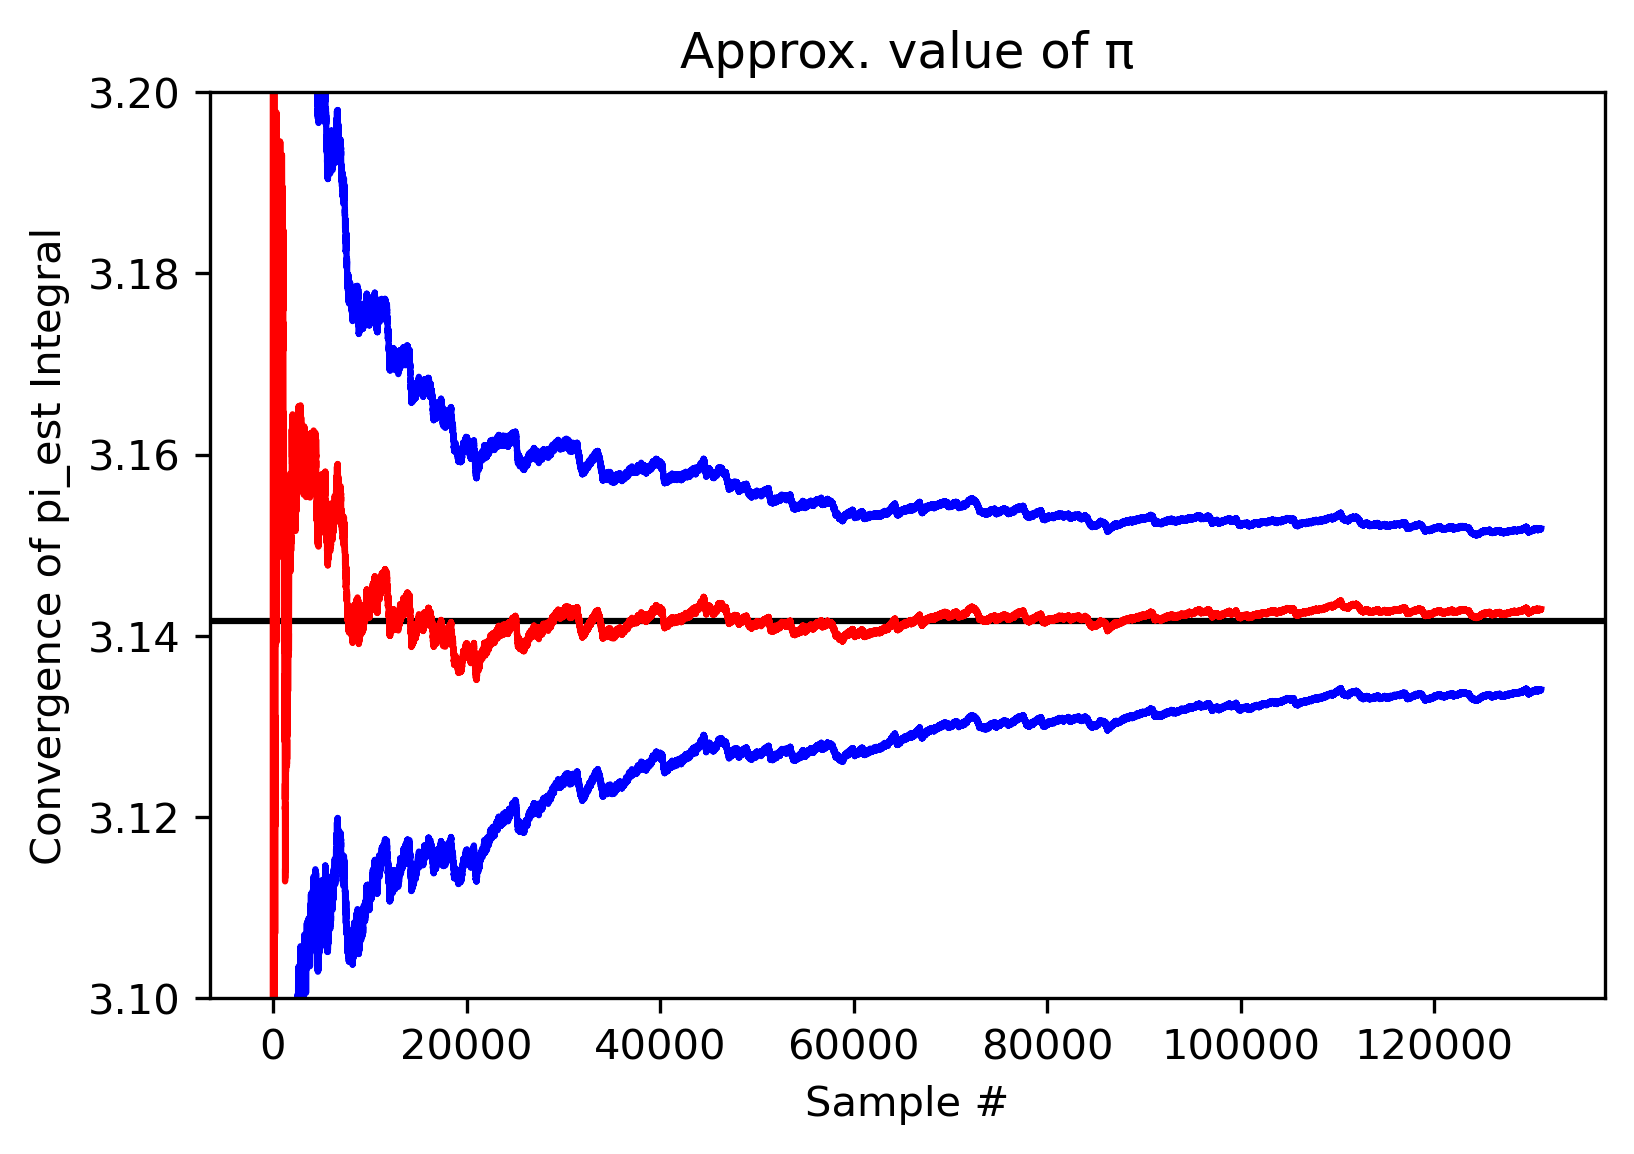 Approx. value of π
Convergence of pi_est Integral
3.20
3.18
3.16
3.14
3.12
3.10
0 20000 40000 60000 80000 100000 120000
Sample #